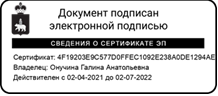 Документ подписан
электронной подписью
СВЕДЕНИЯ О СЕРТИФИКАТЕ ЭП
Сертификат: 4F19203E9C577D0FFEC1092E238A0DE1294AE
Владелец: Онучина Галина Анатольевна
Действителен с 02-04-2021 до 02-07-2022